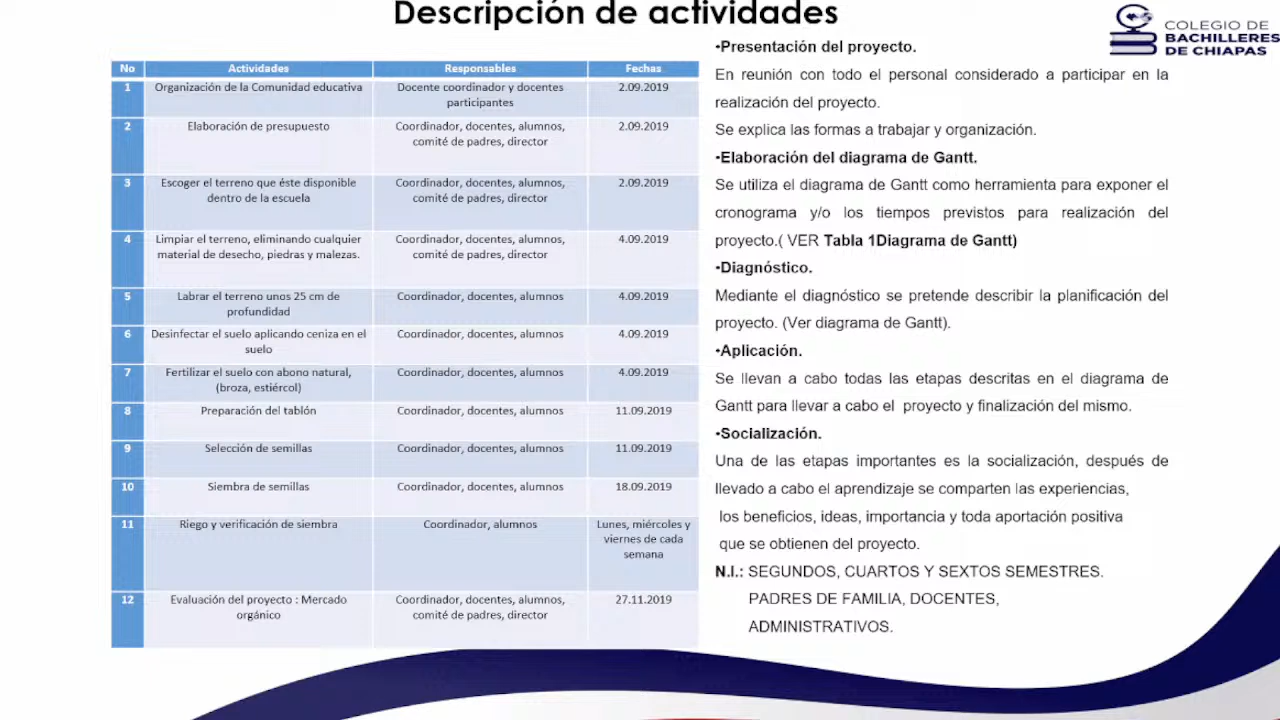 Descripción de actividades
COLEGIO DE
BACHILLERES
DE CHIAPAS
No Actividades Responsables Fechas
1 Organización de la Comunidad educativa Docente coordinador y docentes 2.09.2019
participantes
2 Elaboración de presupuesto Coordinador, docentes, alumnos, 2.09.2019
comité de padres, director
3 Escoger el terreno que éste disponible Coordinador, docentes, alumnos, 2.09.2019
dentro de la escuela comité de padres, director
4 Limpiar el terreno, eliminando cualquier Coordinador, docentes, alumnos, 4.09.2019
material de desecho, piedras y malezas. comité de padres, director
5 Labrar el terreno unos 25 cm de Coordinador, docentes, alumnos 4.09.2019
profundidad
6 Desinfectar el suelo aplicando ceniza en el Coordinador, docentes, alumnos 4.09.2019
suelo
7 Fertilizar el suelo con abono natural, Coordinador, docentes, alumnos 4.09.2019
(broza, estiércol)
8 Preparación del tablón Coordinador, docentes, alumnos 11.09.2019
9 Selección de semillas Coordinador, docentes, alumnos 11.09.2019
10 Siembra de semillas Coordinador, docentes, alumnos 18.09.2019
11 Riego y verificación de siembra Coordinador, alumnos Lunes, miércoles y
viernes de cada
semana
12 Evaluación del proyecto : Mercado Coordinador, docentes, alumnos, 27.11.2019
orgánico comité de padres, director
•Presentación del proyecto.
En reunión con todo el personal considerado a participar en la
realización del proyecto.
Se explica las formas a trabajar y organización.
•Elaboración del diagrama de Gantt.
Se utiliza el diagrama de Gantt como herramienta para exponer el
cronograma y/o los tiempos previstos para realización del
proyecto.( VER Tabla 1Diagrama de Gantt)
•Diagnóstico.
Mediante el diagnóstico se pretende describir la planificación del
proyecto. (Ver diagrama de Gantt).
•Aplicación.
Se llevan a cabo todas las etapas descritas en el diagrama de
Gantt para llevar a cabo el proyecto y finalización del mismo.
•Socialización.
Una de las etapas importantes es la socialización, después de
llevado a cabo el aprendizaje se comparten las experiencias,
los beneficios, ideas, importancia y toda aportación positiva
que se obtienen del proyecto.
N.I.: SEGUNDOS, CUARTOS Y SEXTOS SEMESTRES.
PADRES DE FAMILIA, DOCENTES,
ADMINISTRATIVOS.